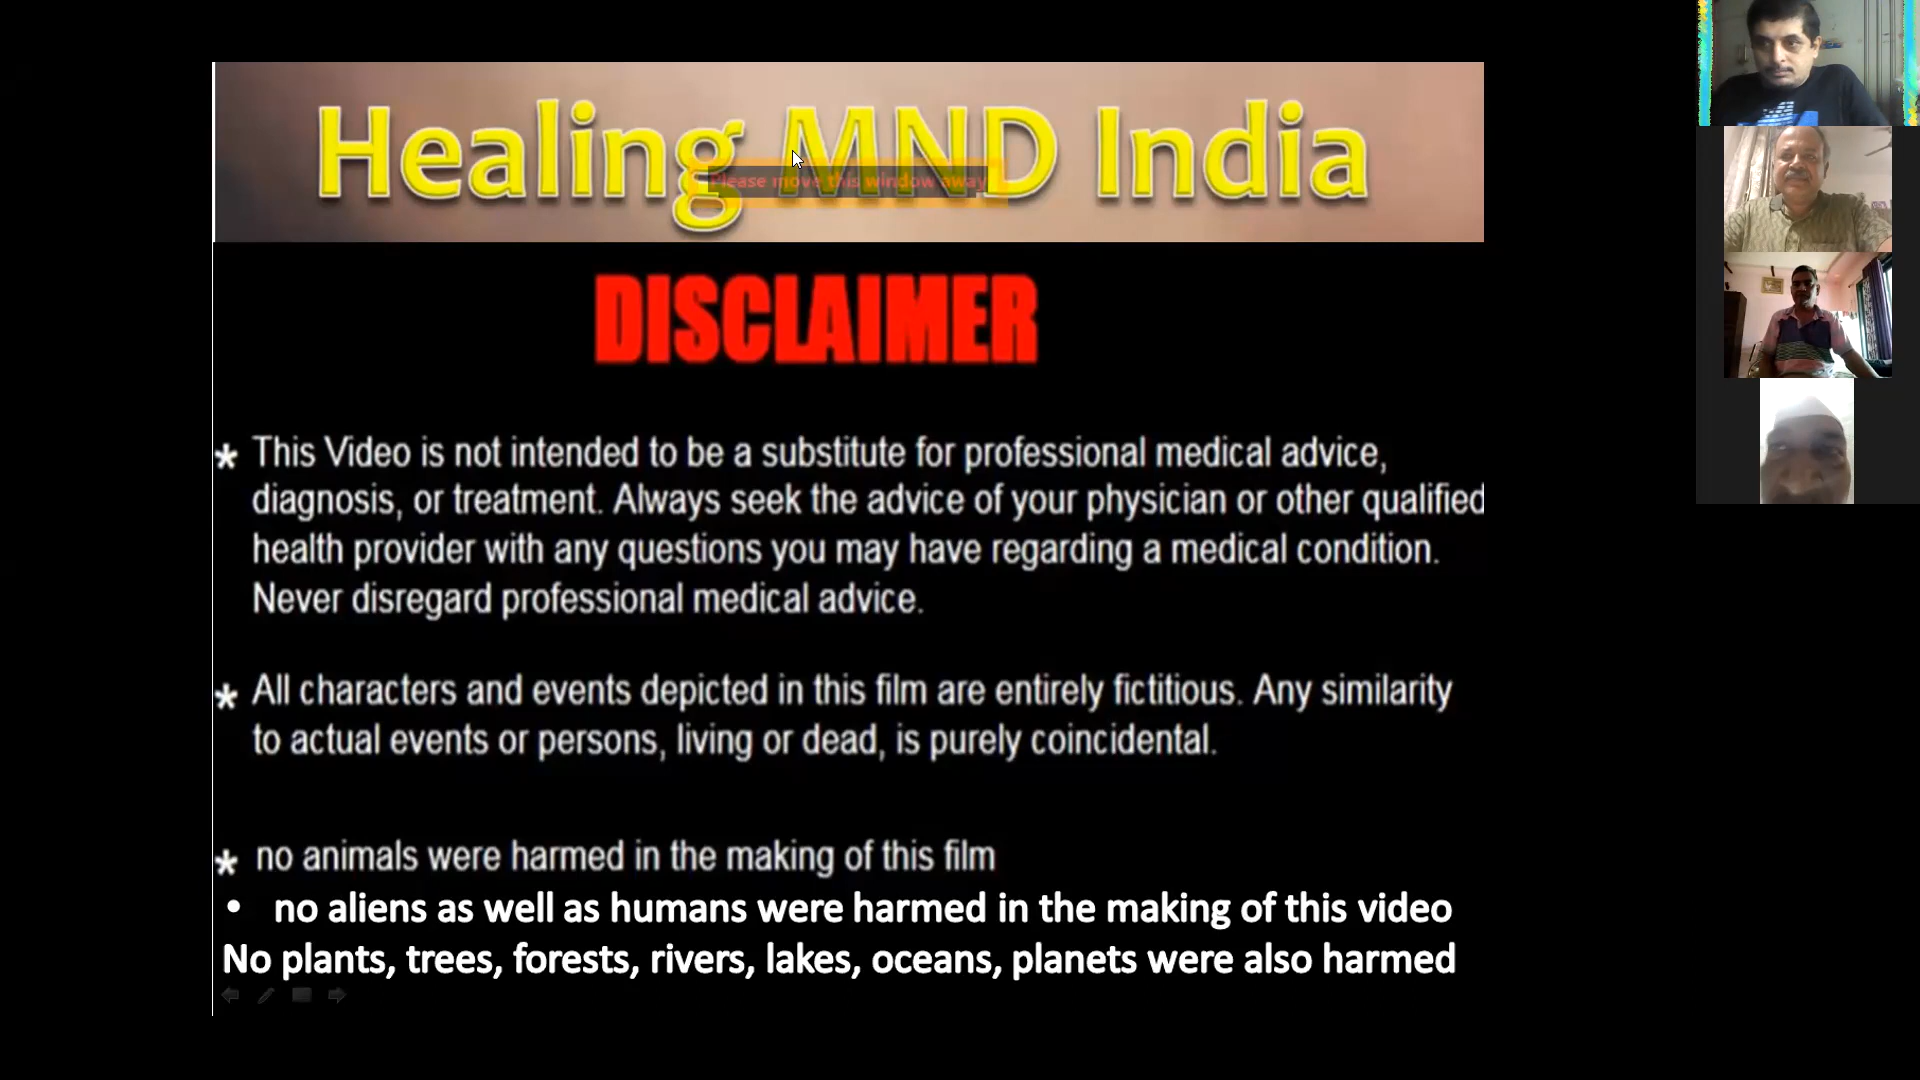 Healing MND India
Please move this window away
DISCLAIMER
* This Video is not intended to be a substitute for professional medical advice,
diagnosis, or treatment. Always seek the advice of your physician or other qualified
health provider with any questions you may have regarding a medical condition.
Never disregard professional medical advice.
* All characters and events depicted in this film are entirely fictitious. Any similarity
to actual events or persons, living or dead, is purely coincidental.
* no animals were harmed in the making of this film
• no aliens as well as humans were harmed in the making of this video
No plants, trees, forests, rivers, lakes, oceans, planets were also harmed